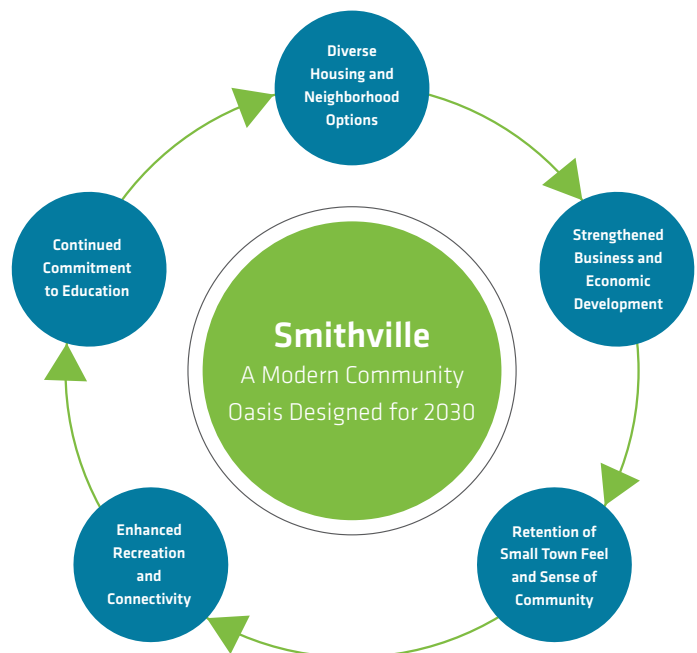 Diverse
Housing and
Neighborhood
Options
Strengthened
Business and
Economic
Development
Retention of
Small Town Feel
and Sense of
Community
Enhanced
Recreation
and
Connectivity
Continued
Commitment
to Education
Smithville
A Modern Community
Oasis Designed for 2030